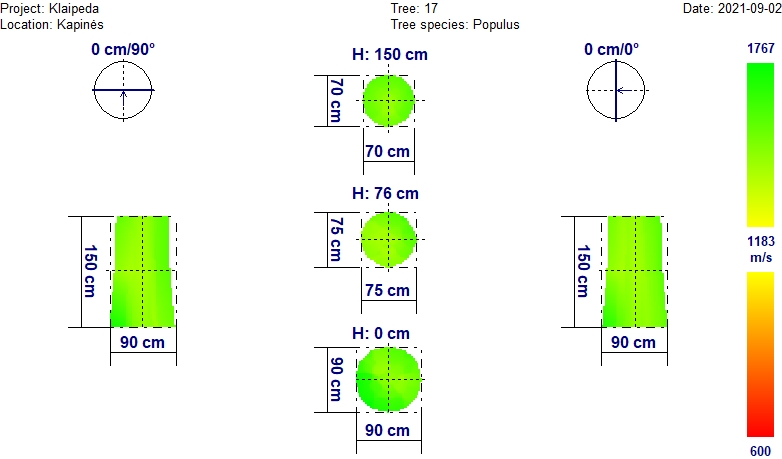 Project: Klaipeda Tree: 17 Date: 2021-09-02
Location: Kapinės Tree species: Populus
0 cm/90° H: 150 cm 0 cm/0° 1767
70 cm
70 cm
H: 76 cm
75 cm
150 cm
150 cm
1183
m/s
75 cm
H: 0 cm
90 cm
90 cm
90 cm
90 cm
600